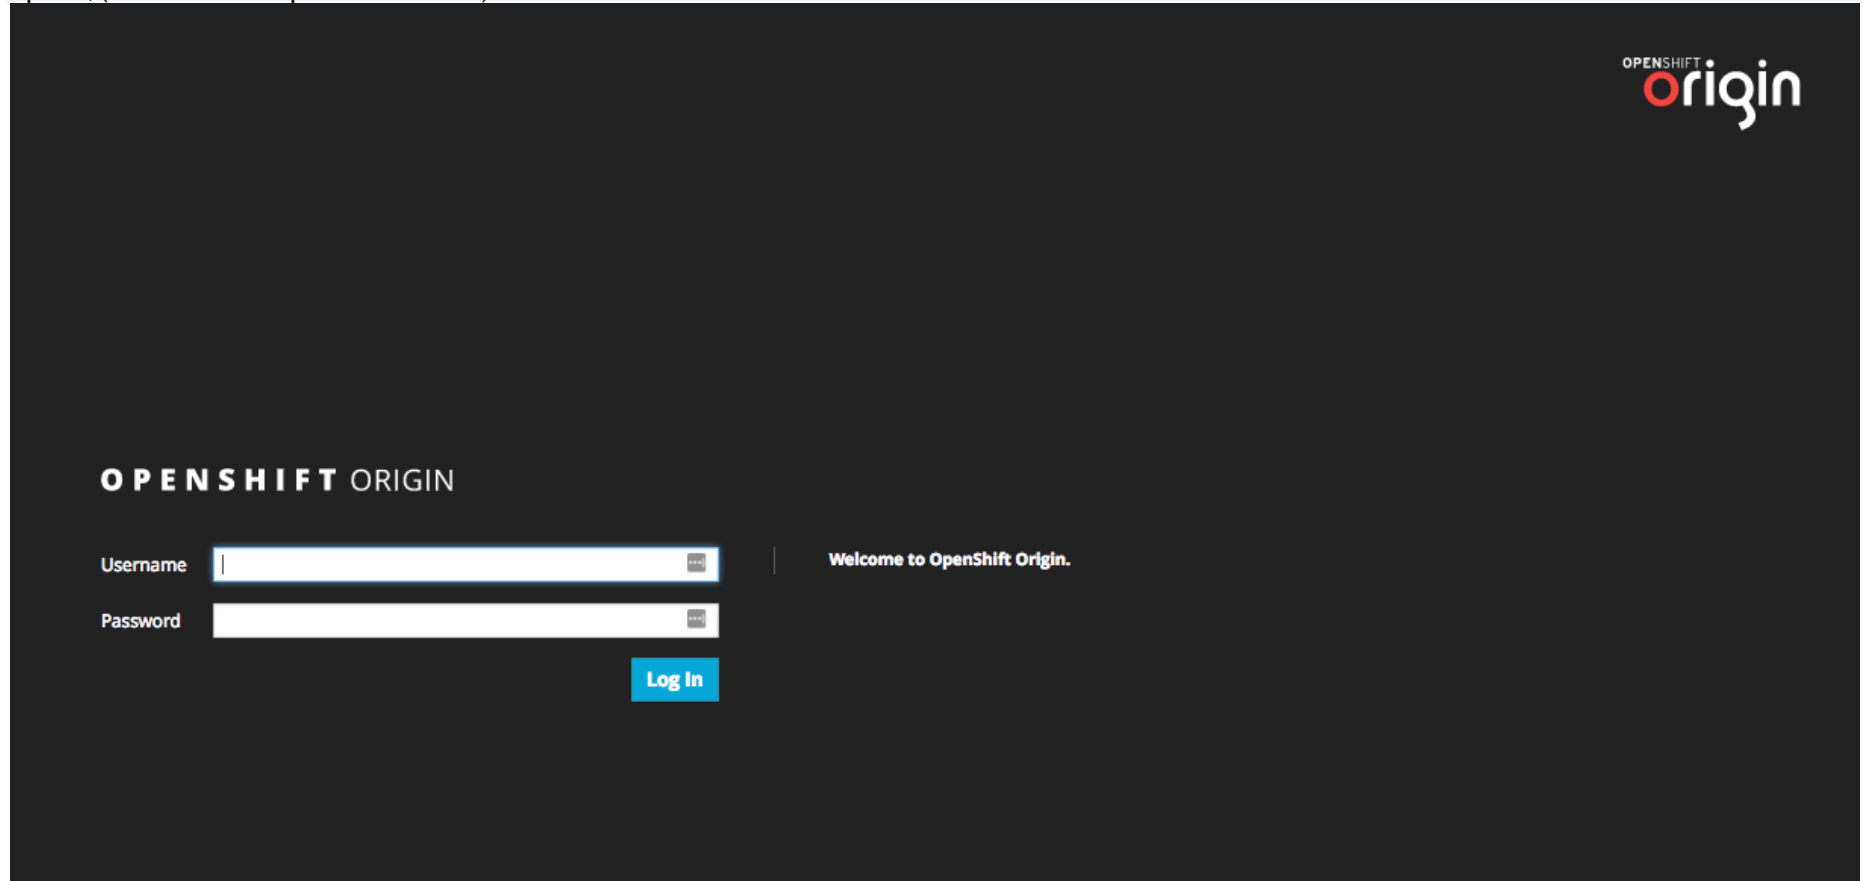 OPENSHIFT
origin
OPENSHIFT ORIGIN
Username
Welcome to OpenShift Origin.
Password
Log In